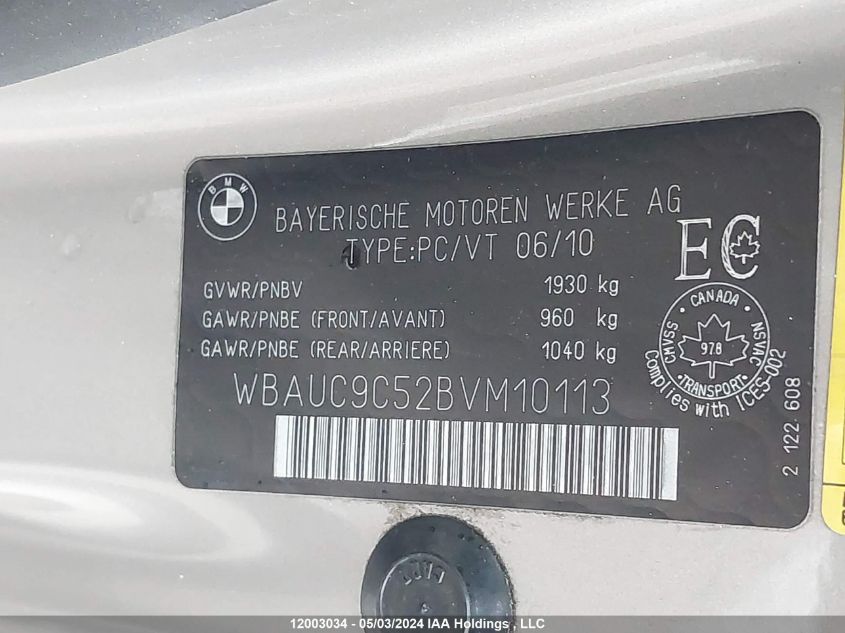 BMW
BAYERISCHE MOTOREN WERKE AG
TYPE:PC/VT 06/10
EC
GVWR/PNBV 1930 kg
GAWR/PNBE (FRONT/AVANT) 960 kg
GAWR/PNBE (REAR/ARRIERE) 1040 kg
CANADA
CMVSS
978
NSVAC
TRANSPORT
Complies with ICES-002
WBAUC9C52BVM10113
2 122 608
12003034 - 05/03/2024 IAA Holdings , LLC